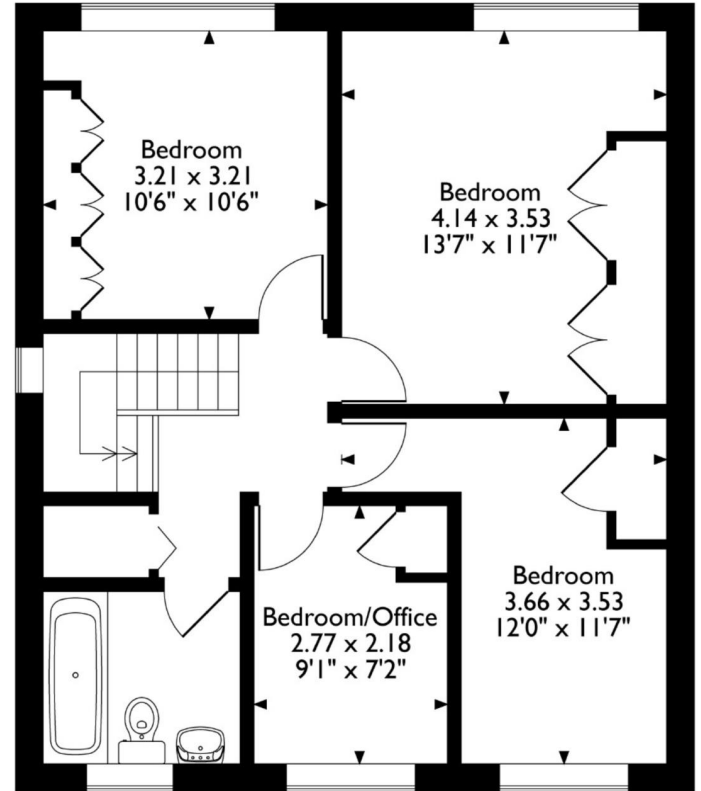 Bedroom
3.21 x 3.21
10'6" x 10'6"
Bedroom
4.14 x 3.53
13'7" x 11'7"
Bedroom/Office
2.77 x 2.18
9'1" x 7'2"
Bedroom
3.66 x 3.53
12'0" x 11'7"